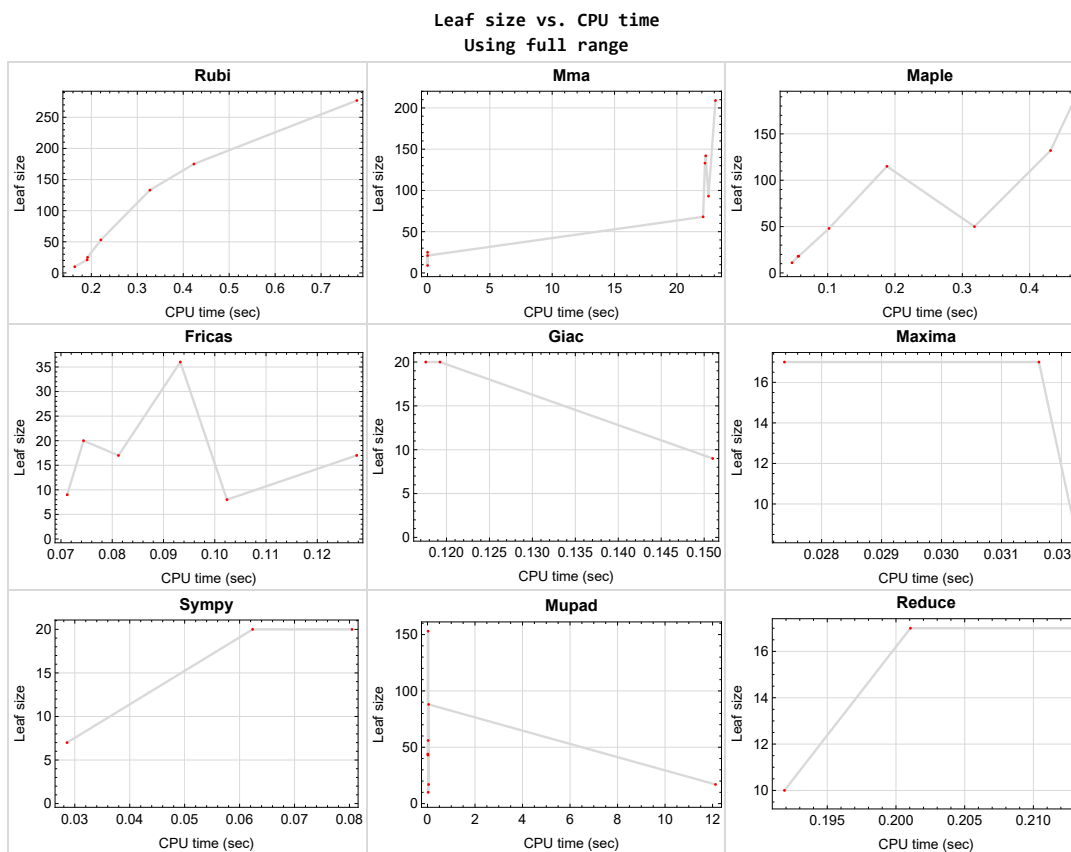 Leaf size vs. CPU time
Using full range
Rubi
Leaf size
250
200
150
100
50
0
0.2 0.3 0.4 0.5 0.6 0.7
CPU time (sec)
Mma
Leaf size
200
150
100
50
0
0 5 10 15 20
CPU time (sec)
Maple
Leaf size
150
100
50
0
0.1 0.2 0.3 0.4
CPU time (sec)
Fricas
Leaf size
35
30
25
20
15
10
5
0
0.07 0.08 0.09 0.10 0.11 0.12
CPU time (sec)
Giac
Leaf size
20
15
10
5
0
0.120 0.125 0.130 0.135 0.140 0.145 0.150
CPU time (sec)
Maxima
Leaf size
16
14
12
10
0.028 0.029 0.030 0.031 0.03
CPU time (sec)
Sympy
Leaf size
20
15
10
5
0
0.03 0.04 0.05 0.06 0.07 0.08
CPU time (sec)
Mupad
Leaf size
150
100
50
0
0 2 4 6 8 10 12
CPU time (sec)
Reduce
Leaf size
16
14
12
10
0.195 0.200 0.205 0.210
CPU time (sec)